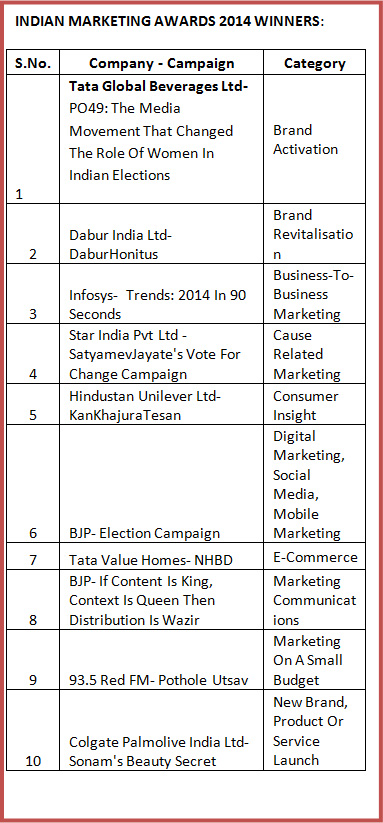 INDIAN MARKETING AWARDS 2014 WINNERS:
S.No. Company - Campaign Category
1 Tata Global Beverages Ltd-
PO49: The Media
Movement That Changed
The Role Of Women In
Indian Elections
Brand
Activation
2 Dabur India Ltd-
DaburHonitus
Brand
Revitalisatio
n
3 Infosys- Trends: 2014 In 90
Seconds
Business-To-
Business
Marketing
4 Star India Pvt Ltd -
SatyamevJayate's Vote For
Change Campaign
Cause
Related
Marketing
5 Hindustan Unilever Ltd-
KanKhajuraTesan
Consumer
Insight
6 BJP- Election Campaign
Digital
Marketing,
Social
Media,
Mobile
Marketing
7 Tata Value Homes- NHBD E-Commerce
8 BJP- If Content Is King,
Context Is Queen Then
Distribution Is Wazir
Marketing
Communicat
ions
9 93.5 Red FM- Pothole Utsav
Marketing
On A Small
Budget
10 Colgate Palmolive India Ltd-
Sonam's Beauty Secret
New Brand,
Product Or
Service
Launch